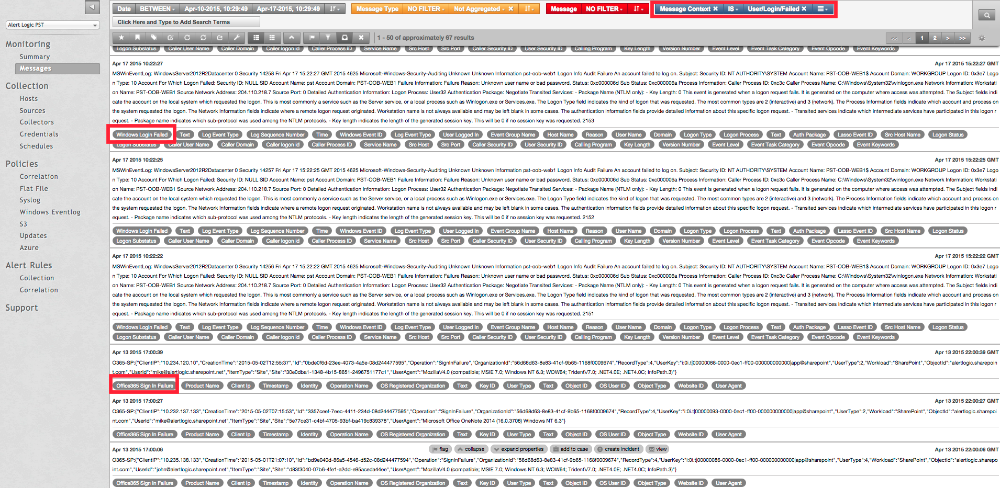 Alert Logic PST
Monitoring
Summary
Messages
Collection
Hosts
Sources
Collectors
Credentials
Schedules
Policies
Correlation
Flat File
Syslog
Windows Eventlog
S3
Updates
Azure
Alert Rules
Collection
Correlation
Support
Date BETWEEN Apr-10-2015, 10:29:49 Apr-17-2015, 10:29:49 Message Type NO FILTER Not Aggregated Message NO FILTER Message Context IS User/Login/Failed
Click Here and Type to Add Search Terms
1 - 50 of approximately 67 results
<< < 1 2 > >>
Logon Substatus Caller User Name Caller Domain Caller logon id Caller Process ID Service Name Src Host Src Port Caller Security ID User Security ID Calling Program Key Length Version Number Event Level Event Task Category Event Opcode Event Keywords
Apr 17 2015 10:22:27 Apr 17 2015 15:22:27 GMT
MSWinEventLog: WindowsServer2012R2Datacenter 0 Security 14258 Fri Apr 17 15:22:27 GMT 2015 4625 Microsoft-Windows-Security-Auditing Unknown Unknown Information pst-oob-web1 Logon Info Audit Failure An account failed to log on. Subject: Security ID: NT AUTHORITY\SYSTEM Account Name: PST-OOB-WEB1$ Account Domain: WORKGROUP Logon ID: 0x3e7 Logo
n Type: 10 Account For Which Logon Failed: Security ID: NULL SID Account Name: pst Account Domain: PST-OOB-WEB1 Failure Information: Failure Reason: Unknown user name or bad password. Status: 0xc000006d Sub Status: 0xc000006a Process Information: Caller Process ID: 0xc3c Caller Process Name: C:\Windows\System32\winlogon.exe Network Information: Workstati
on Name: PST-OOB-WEB1 Source Network Address: 204.110.218.7 Source Port: 0 Detailed Authentication Information: Logon Process: User32 Authentication Package: Negotiate Transited Services: - Package Name (NTLM only): - Key Length: 0 This event is generated when a logon request fails. It is generated on the computer where access was attempted. The Subject fields indi
cate the account on the local system which requested the logon. This is most commonly a service such as the Server service, or a local process such as Winlogon.exe or Services.exe. The Logon Type field indicates the kind of logon that was requested. The most common types are 2 (interactive) and 3 (network). The Process Information fields indicate which account and process on
the system requested the logon. The Network Information fields indicate where a remote logon request originated. Workstation name is not always available and may be left blank in some cases. The authentication information fields provide detailed information about this specific logon request. - Transited services indicate which intermediate services have participated in this logon r
equest. - Package name indicates which sub-protocol was used among the NTLM protocols. - Key length indicates the length of the generated session key. This will be 0 if no session key was requested. 2153
Windows Login Failed Text Log Event Type Log Sequence Number Time Windows Event ID Log Event Type User Logged In Event Group Name Host Name Reason User Name Domain Logon Type Logon Process Text Auth Package Lasso Event ID Src Host Name Logon Status
Logon Substatus Caller User Name Caller Domain Caller logon id Caller Process ID Service Name Src Host Src Port Caller Security ID User Security ID Calling Program Key Length Version Number Event Level Event Task Category Event Opcode Event Keywords
Apr 17 2015 10:22:25 Apr 17 2015 15:22:25 GMT
MSWinEventLog: WindowsServer2012R2Datacenter 0 Security 14257 Fri Apr 17 15:22:25 GMT 2015 4625 Microsoft-Windows-Security-Auditing Unknown Unknown Information pst-oob-web1 Logon Info Audit Failure An account failed to log on. Subject: Security ID: NT AUTHORITY\SYSTEM Account Name: PST-OOB-WEB1$ Account Domain: WORKGROUP Logon ID: 0x3e7 Logo
n Type: 10 Account For Which Logon Failed: Security ID: NULL SID Account Name: pst Account Domain: PST-OOB-WEB1 Failure Information: Failure Reason: Unknown user name or bad password. Status: 0xc000006d Sub Status: 0xc000006a Process Information: Caller Process ID: 0xc3c Caller Process Name: C:\Windows\System32\winlogon.exe Network Information: Workstati
on Name: PST-OOB-WEB1 Source Network Address: 204.110.218.7 Source Port: 0 Detailed Authentication Information: Logon Process: User32 Authentication Package: Negotiate Transited Services: - Package Name (NTLM only): - Key Length: 0 This event is generated when a logon request fails. It is generated on the computer where access was attempted. The Subject fields indi
cate the account on the local system which requested the logon. This is most commonly a service such as the Server service, or a local process such as Winlogon.exe or Services.exe. The Logon Type field indicates the kind of logon that was requested. The most common types are 2 (interactive) and 3 (network). The Process Information fields indicate which account and process on
the system requested the logon. The Network Information fields indicate where a remote logon request originated. Workstation name is not always available and may be left blank in some cases. The authentication information fields provide detailed information about this specific logon request. - Transited services indicate which intermediate services have participated in this logon r
equest. - Package name indicates which sub-protocol was used among the NTLM protocols. - Key length indicates the length of the generated session key. This will be 0 if no session key was requested. 2152
Windows Login Failed Text Log Event Type Log Sequence Number Time Windows Event ID Log Event Type User Logged In Event Group Name Host Name Reason User Name Domain Logon Type Logon Process Text Auth Package Lasso Event ID Src Host Name Logon Status
Logon Substatus Caller User Name Caller Domain Caller logon id Caller Process ID Service Name Src Host Src Port Caller Security ID User Security ID Calling Program Key Length Version Number Event Level Event Task Category Event Opcode Event Keywords
Apr 17 2015 10:22:22 Apr 17 2015 15:22:22 GMT
MSWinEventLog: WindowsServer2012R2Datacenter 0 Security 14256 Fri Apr 17 15:22:22 GMT 2015 4625 Microsoft-Windows-Security-Auditing Unknown Unknown Information pst-oob-web1 Logon Info Audit Failure An account failed to log on. Subject: Security ID: NT AUTHORITY\SYSTEM Account Name: PST-OOB-WEB1$ Account Domain: WORKGROUP Logon ID: 0x3e7 Logo
n Type: 10 Account For Which Logon Failed: Security ID: NULL SID Account Name: pst Account Domain: PST-OOB-WEB1 Failure Information: Failure Reason: Unknown user name or bad password. Status: 0xc000006d Sub Status: 0xc000006a Process Information: Caller Process ID: 0xc3c Caller Process Name: C:\Windows\System32\winlogon.exe Network Information: Workstati
on Name: PST-OOB-WEB1 Source Network Address: 204.110.218.7 Source Port: 0 Detailed Authentication Information: Logon Process: User32 Authentication Package: Negotiate Transited Services: - Package Name (NTLM only): - Key Length: 0 This event is generated when a logon request fails. It is generated on the computer where access was attempted. The Subject fields indi
cate the account on the local system which requested the logon. This is most commonly a service such as the Server service, or a local process such as Winlogon.exe or Services.exe. The Logon Type field indicates the kind of logon that was requested. The most common types are 2 (interactive) and 3 (network). The Process Information fields indicate which account and process on
the system requested the logon. The Network Information fields indicate where a remote logon request originated. Workstation name is not always available and may be left blank in some cases. The authentication information fields provide detailed information about this specific logon request. - Transited services indicate which intermediate services have participated in this logon r
equest. - Package name indicates which sub-protocol was used among the NTLM protocols. - Key length indicates the length of the generated session key. This will be 0 if no session key was requested. 2151
Windows Login Failed Text Log Event Type Log Sequence Number Time Windows Event ID Log Event Type User Logged In Event Group Name Host Name Reason User Name Domain Logon Type Logon Process Text Auth Package Lasso Event ID Src Host Name Logon Status
Logon Substatus Caller User Name Caller Domain Caller logon id Caller Process ID Service Name Src Host Src Port Caller Security ID User Security ID Calling Program Key Length Version Number Event Level Event Task Category Event Opcode Event Keywords
Apr 13 2015 17:00:39 Apr 13 2015 22:00:39 GMT
O365-SP:{"ClientIP":"10.234.120.10","CreationTime":"2015-05-02T12:55:37","Id":"0bde0f6d-23ee-4073-4a5e-08d244477595","Operation":"SignInFailure","OrganizationId":"56d68d63-8e83-41cf-9b65-1168f0009674","RecordType":4,"UserKey":"i:0i.t|00000088-0000-0ec1-ff00-000000000000|app@sharepoint","UserType":2,"Workload":"SharePoint","ObjectId":"alertlogic.sharepoin
t.com","UserId":"mike@alertlogic.sharepoint.net","ItemType":"Site","Site":"30e0dba1-1348-4b15-8651-2496751177c1","UserAgent":"MozillaV4.0 (compatible; MSIE 7.0; Windows NT 6.3; WOW64; TridentV7.0; .NET4.0E; .NET4.0C; InfoPath.3)"}
Office365 Sign In Failure Product Name Client Ip Timestamp Identity Operation Name OS Registered Organization Text Key ID User Type Text Object ID OS User ID Object Type Website ID User Agent
Apr 13 2015 17:00:27 Apr 13 2015 22:00:27 GMT
O365-SP:{"ClientIP":"10.232.137.133","CreationTime":"2015-05-02T07:15:53","Id":"3357ceef-7eec-4411-234d-08d244477595","Operation":"SignInFailure","OrganizationId":"56d68d63-8e83-41cf-9b65-1168f0009674","RecordType":4,"UserKey":"i:0i.t|00000093-0000-0ec1-ff00-000000000000|app@sharepoint","UserType":2,"Workload":"SharePoint","ObjectId":"alertlogic.sharepoi
nt.com","UserId":"mike@alertlogic.sharepoint.net","ItemType":"Site","Site":"5e77ce31-c4bf-4705-93bf-ba419c839378","UserAgent":"Microsoft Office OneNote 2014 (16.0.3708) Windows NT 6.3"}
Office365 Sign In Failure Product Name Client Ip Timestamp Identity Operation Name OS Registered Organization Text Key ID User Type Text Object ID OS User ID Object Type Website ID User Agent
Apr 13 2015 17:00:06 flag collapse expand properties add to case create incident view Apr 13 2015 22:00:06 GMT
O365-SP:{"ClientIP":"10.235.138.133","CreationTime":"2015-05-01T21:07:10","Id":"bd9e040d-86a5-4546-d52c-08d244477594","Operation":"SignInFailure","OrganizationId":"56d68d63-8e83-41cf-9b65-1168f0009674","RecordType":4,"UserKey":"i:0i.t|00000086-0000-0ec1-ff00-000000000000|app@sharepoint","UserType":4,"Workload":"SharePoint","ObjectId":"alertlogic.sharepo
int.com","UserId":"john@alertlogic.sharepoint.net","ItemType":"Site","Site":"d83f3040-07b6-4fe1-a2dd-e95aceda44ee","UserAgent":"MozillaV4.0 (compatible; MSIE 7.0; Windows NT 6.3; WOW64; TridentV7.0; .NET4.0E; .NET4.0C; InfoPath.3)"}
Office365 Sign In Failure Product Name Client Ip Timestamp Identity Operation Name OS Registered Organization Text Key ID User Type Text Object ID OS User ID Object Type Website ID User Agent